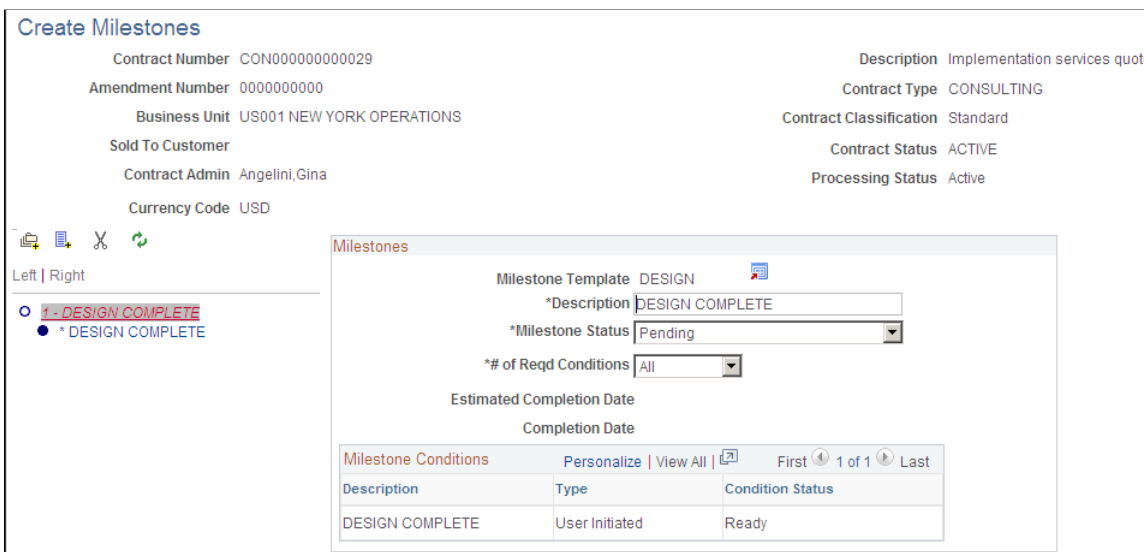 Create Milestones
Contract Number CON000000000029 Description Implementation services quot
Amendment Number 0000000000 Contract Type CONSULTING
Business Unit US001 NEW YORK OPERATIONS Contract Classification Standard
Sold To Customer Contract Status ACTIVE
Contract Admin Angelini,Gina Processing Status Active
Currency Code USD
Left | Right
1 - DESIGN COMPLETE
* DESIGN COMPLETE
Milestones
Milestone Template DESIGN
*Description DESIGN COMPLETE
*Milestone Status Pending
*# of Reqd Conditions All
Estimated Completion Date
Completion Date
Milestone Conditions Personalize | View All | First 1 of 1 Last
Description Type Condition Status
DESIGN COMPLETE User Initiated Ready